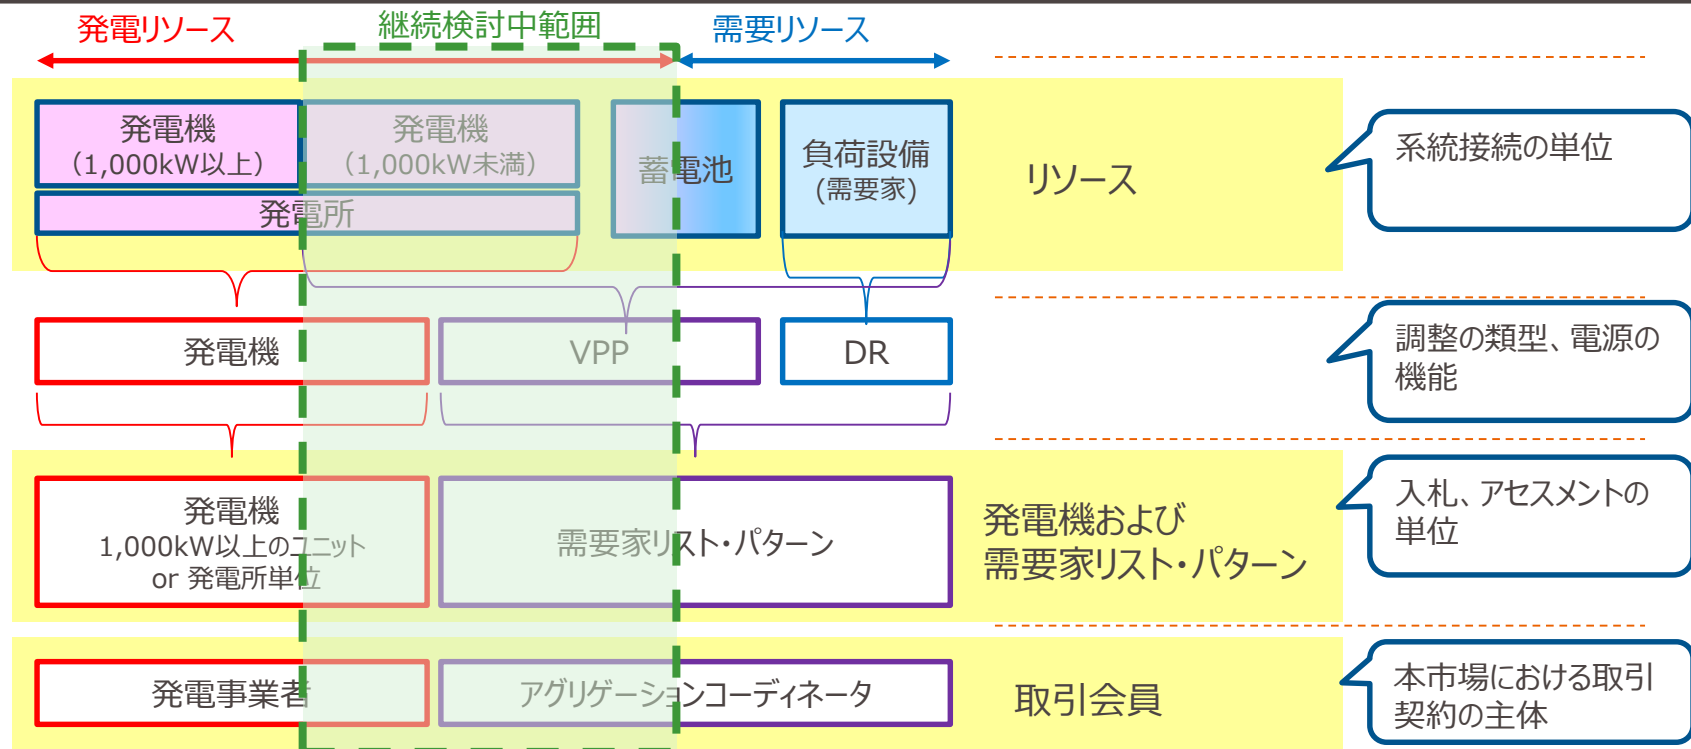 発電リソース
継続検討中範囲
需要リソース
発電機
（1,000kW以上）
発電機
（1,000kW未満）
蓄電池
負荷設備
(需要家)
発電所
リソース
系統接続の単位
発電機
VPP
DR
調整の類型、電源の
機能
発電機
1,000kW以上のユニット
or 発電所単位
需要家リスト・パターン
発電機および
需要家リスト・パターン
入札、アセスメントの
単位
発電事業者
アグリゲーションコーディネータ
取引会員
本市場における取引
契約の主体